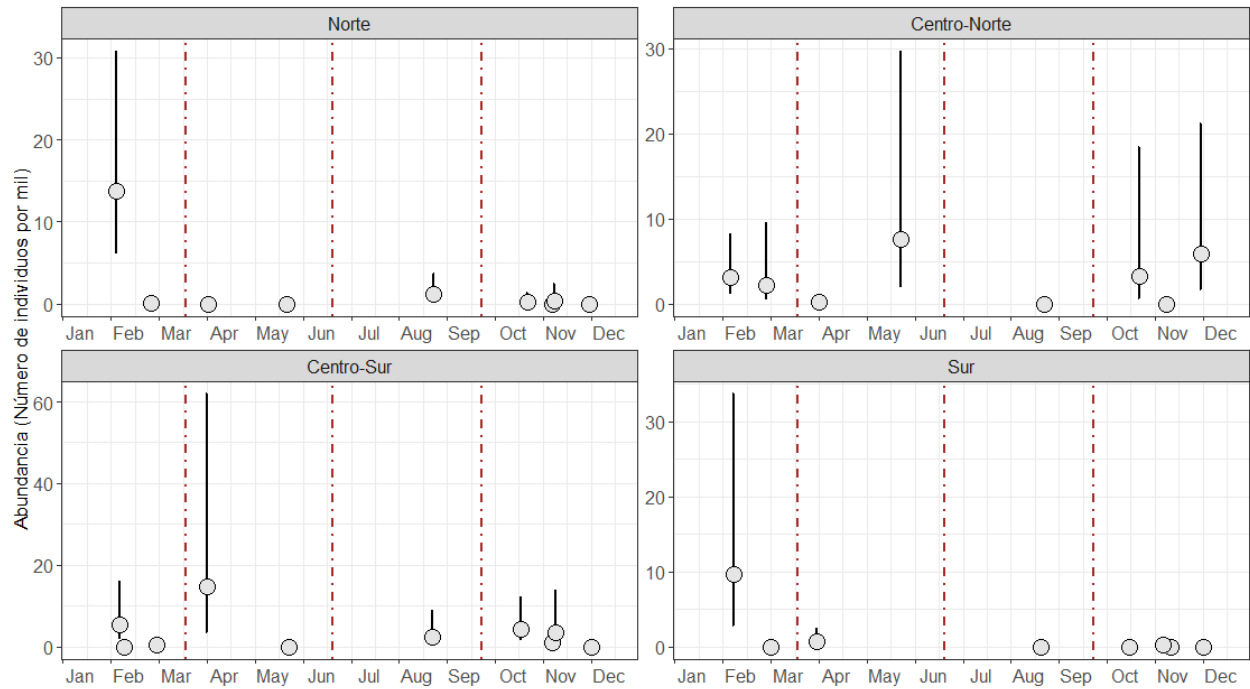 Norte
Centro-Norte
30
20
10
0
30
20
10
0
Jan Feb Mar Apr May Jun Jul Aug Sep Oct Nov Dec
Jan Feb Mar Apr May Jun Jul Aug Sep Oct Nov Dec
Abundancia (Número de individuos por mil)
Centro-Sur
Sur
60
40
20
0
30
20
10
0
Jan Feb Mar Apr May Jun Jul Aug Sep Oct Nov Dec
Jan Feb Mar Apr May Jun Jul Aug Sep Oct Nov Dec